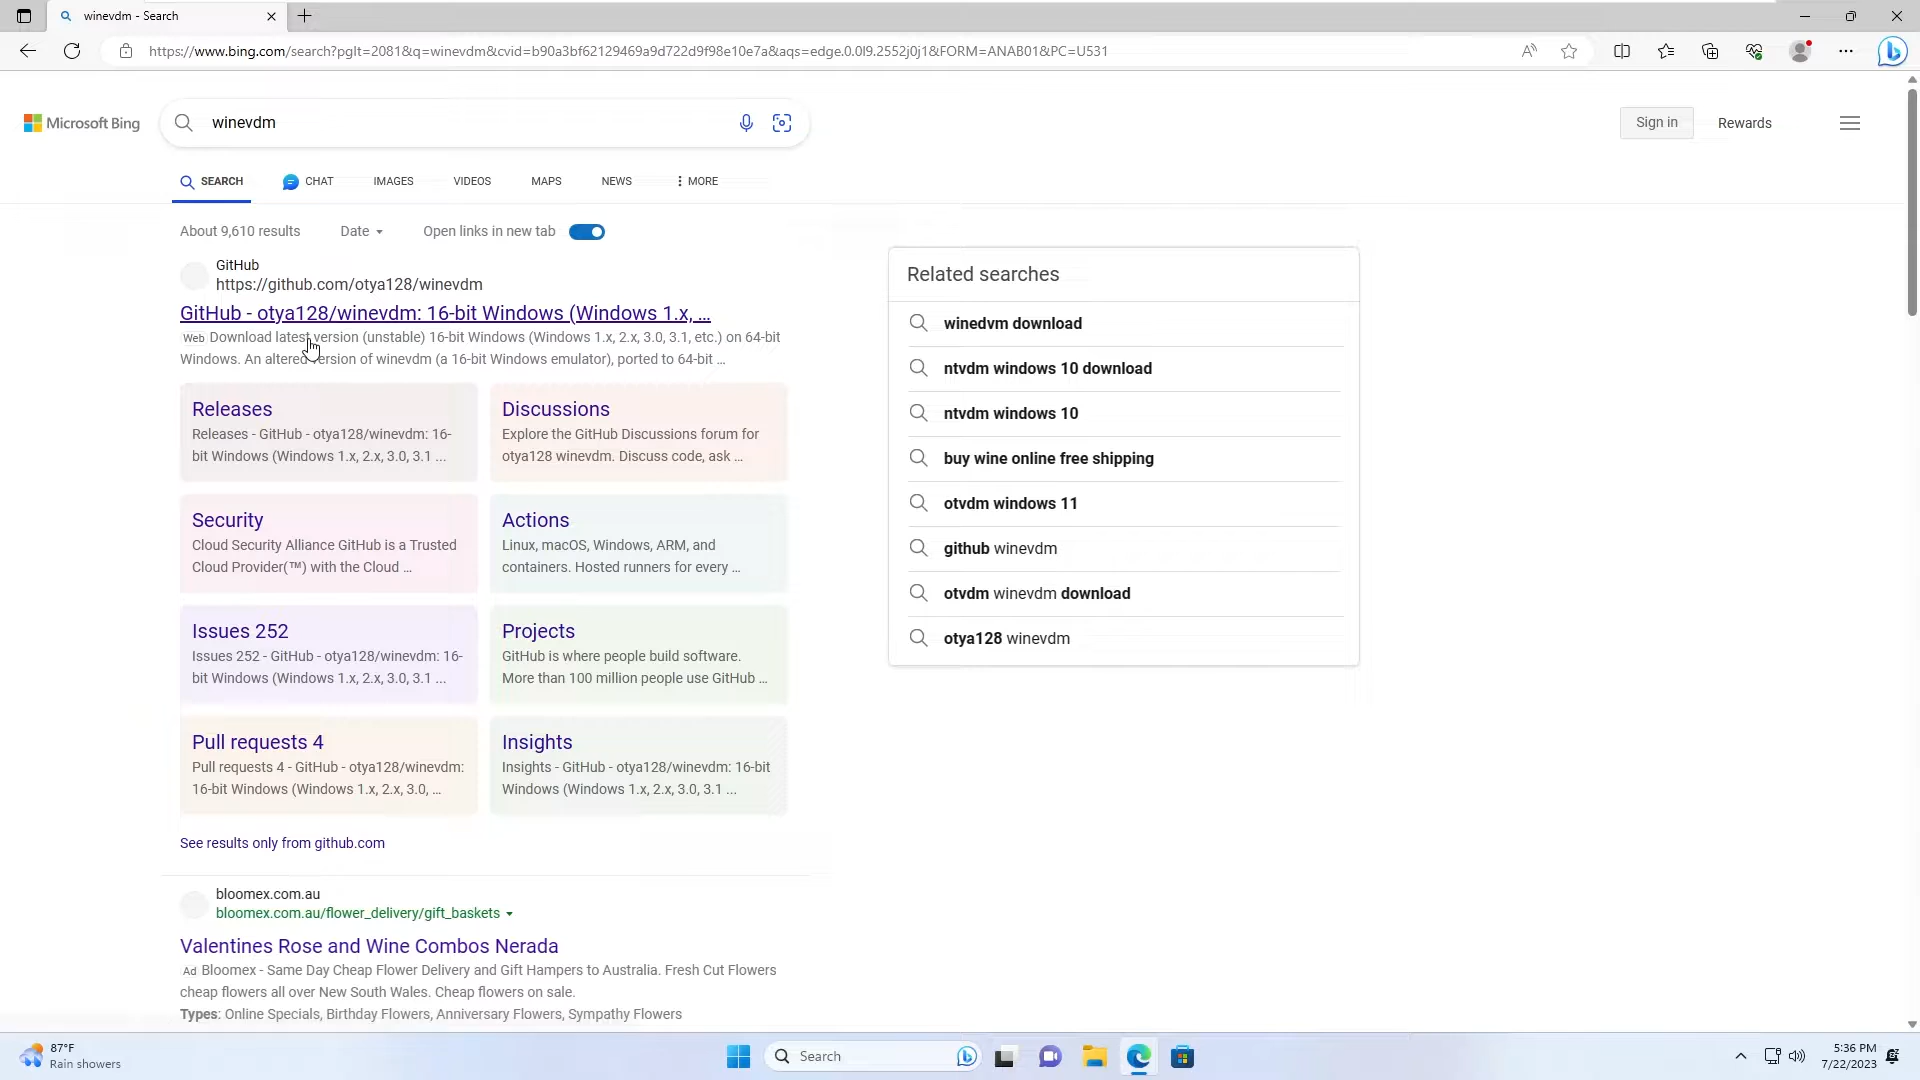 winevdm - Search
https://www.bing.com/search?pglt=2081&q=winevdm&cvid=b90a3bf62129469a9d722d9f98e10e7a&aqs=edge.0.0l9.2552j0j1&FORM=ANAB01&PC=U531
Microsoft Bing
winevdm
Sign in
Rewards
SEARCH CHAT IMAGES VIDEOS MAPS NEWS MORE
About 9,610 results Date Open links in new tab
GitHub
https://github.com/otya128/winevdm
GitHub - otya128/winevdm: 16-bit Windows (Windows 1.x, ...
Web Download latest version (unstable) 16-bit Windows (Windows 1.x, 2.x, 3.0, 3.1, etc.) on 64-bit
Windows. An altered version of winevdm (a 16-bit Windows emulator), ported to 64-bit ...
Releases
Releases - GitHub - otya128/winevdm: 16-
bit Windows (Windows 1.x, 2.x, 3.0, 3.1 ...
Discussions
Explore the GitHub Discussions forum for
otya128 winevdm. Discuss code, ask ...
Security
Cloud Security Alliance GitHub is a Trusted
Cloud Provider(™) with the Cloud ...
Actions
Linux, macOS, Windows, ARM, and
containers. Hosted runners for every ...
Issues 252
Issues 252 - GitHub - otya128/winevdm: 16-
bit Windows (Windows 1.x, 2.x, 3.0, 3.1 ...
Projects
GitHub is where people build software.
More than 100 million people use GitHub ...
Pull requests 4
Pull requests 4 - GitHub - otya128/winevdm:
16-bit Windows (Windows 1.x, 2.x, 3.0, ...
Insights
Insights - GitHub - otya128/winevdm: 16-bit
Windows (Windows 1.x, 2.x, 3.0, 3.1 ...
See results only from github.com
bloomex.com.au
bloomex.com.au/flower_delivery/gift_baskets
Valentines Rose and Wine Combos Nerada
Ad Bloomex - Same Day Cheap Flower Delivery and Gift Hampers to Australia. Fresh Cut Flowers
cheap flowers all over New South Wales. Cheap flowers on sale.
Types: Online Specials, Birthday Flowers, Anniversary Flowers, Sympathy Flowers
Related searches
winedvm download
ntvdm windows 10 download
ntvdm windows 10
buy wine online free shipping
otvdm windows 11
github winevdm
otvdm winevdm download
otya128 winevdm
87°F
Rain showers
Search
5:36 PM
7/22/2023